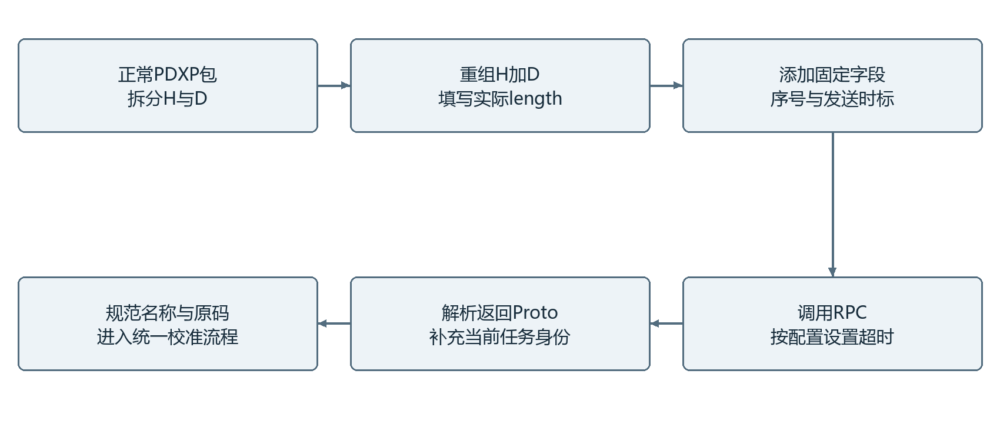 正常PDXP包
拆分H与D
重组H加D
填写实际length
添加固定字段
序号与发送时标
调用RPC
按配置设置超时
解析返回Proto
补充当前任务身份
规范名称与原码
进入统一校准流程